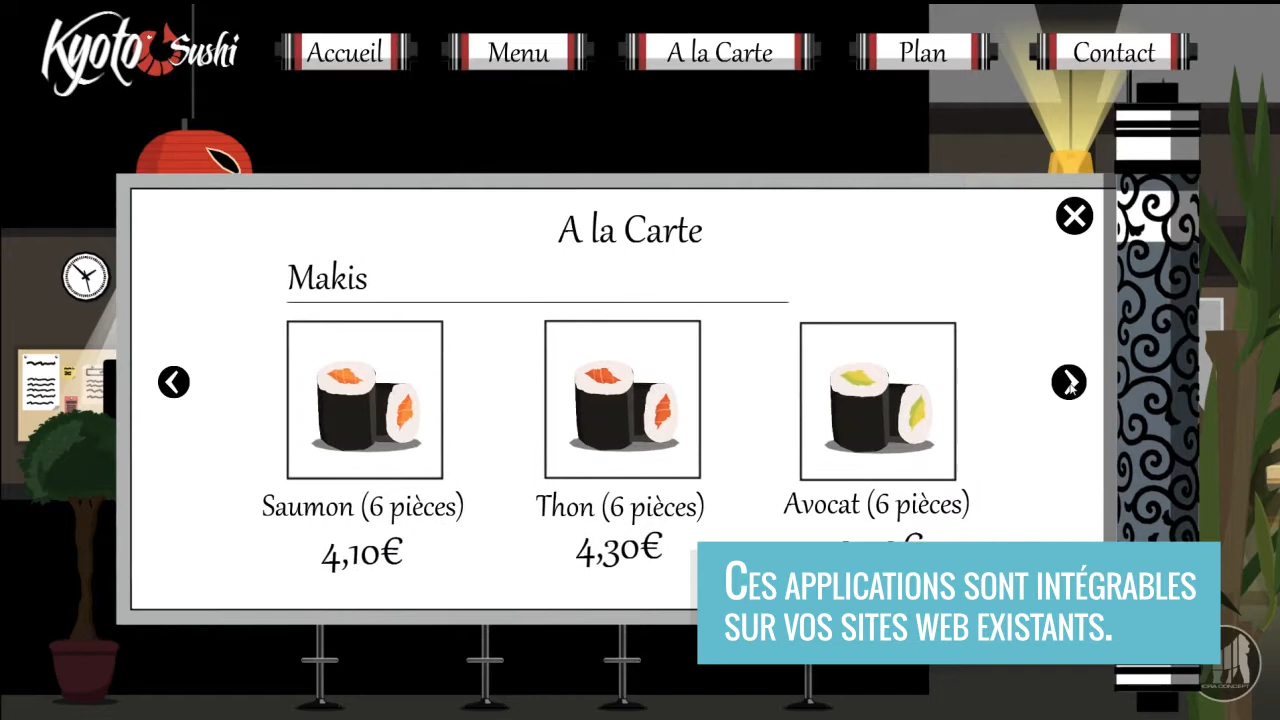 Kyoto Sushi
Accueil
Menu
A la Carte
Plan
Contact
A la Carte
Makis
Saumon (6 pièces)
4,10€
Thon (6 pièces)
4,30€
Avocat (6 pièces)
Ces applications sont intégrables
sur vos sites web existants.